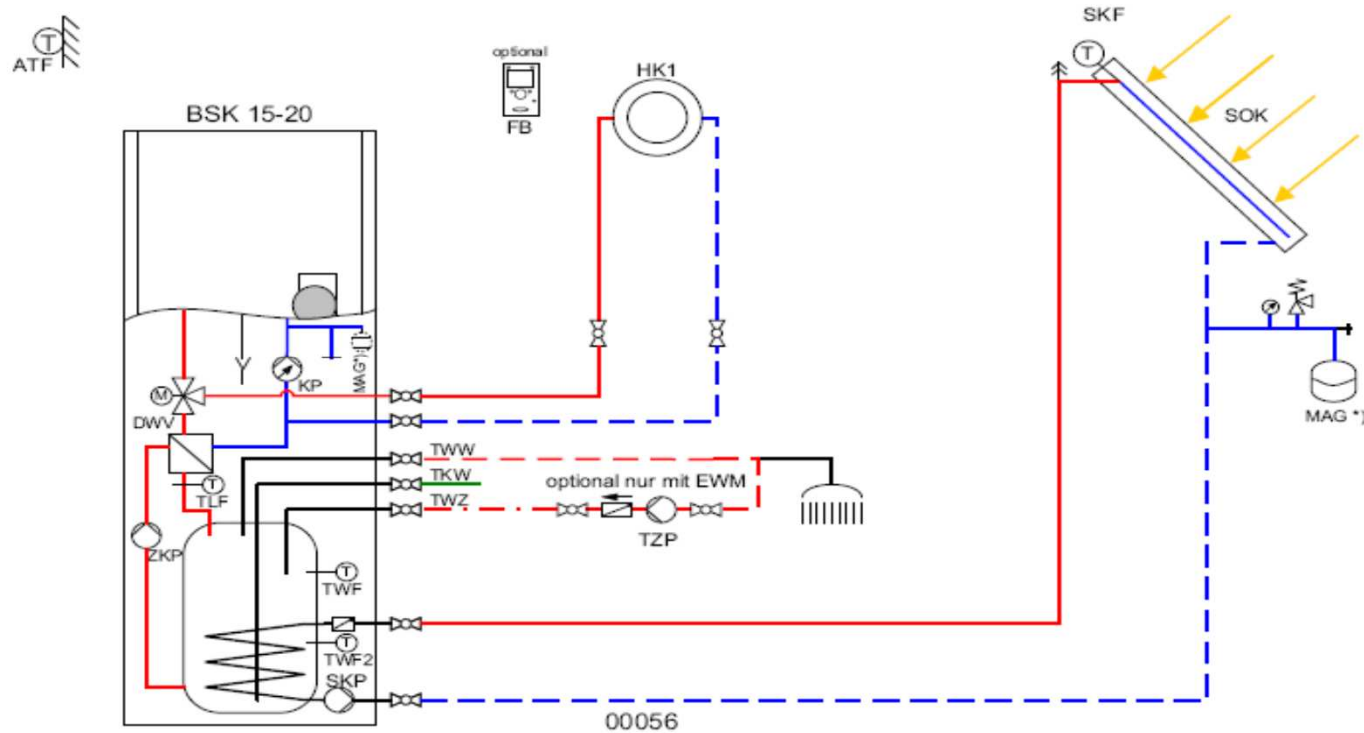 SKF
T
ATF
optional
FB
HK1
T
SOK
BSK 15-20
MAG*)
KP
M
DWV
MAG *)
TWW
optional nur mit EWM
TKW
T
TLF
TWZ
TZP
ZKP
T
TWF
T
TWF2
SKP
00056